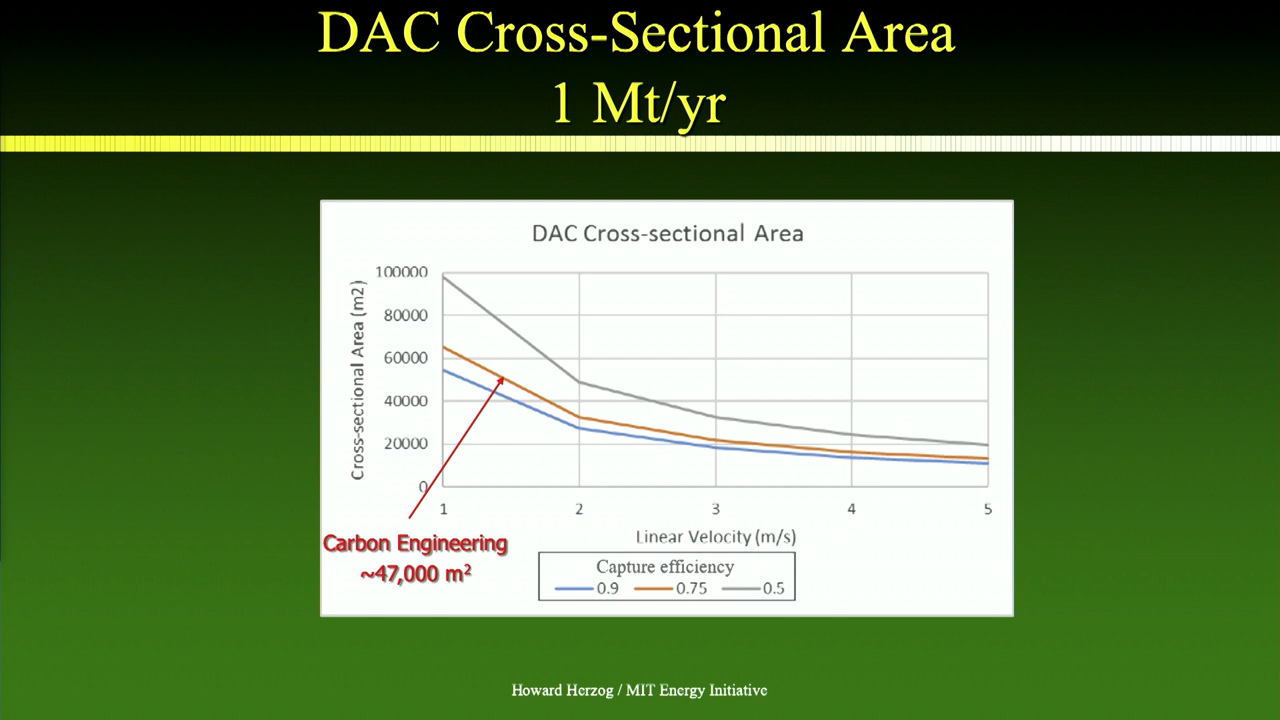 DAC Cross-Sectional Area
1 Mt/yr
DAC Cross-sectional Area
Cross-sectional Area (m2)
100000
80000
60000
40000
20000
0
1 2 3 4 5
Linear Velocity (m/s)
Carbon Engineering
~47,000 m²
Capture efficiency
0.9 0.75 0.5
Howard Herzog / MIT Energy Initiative